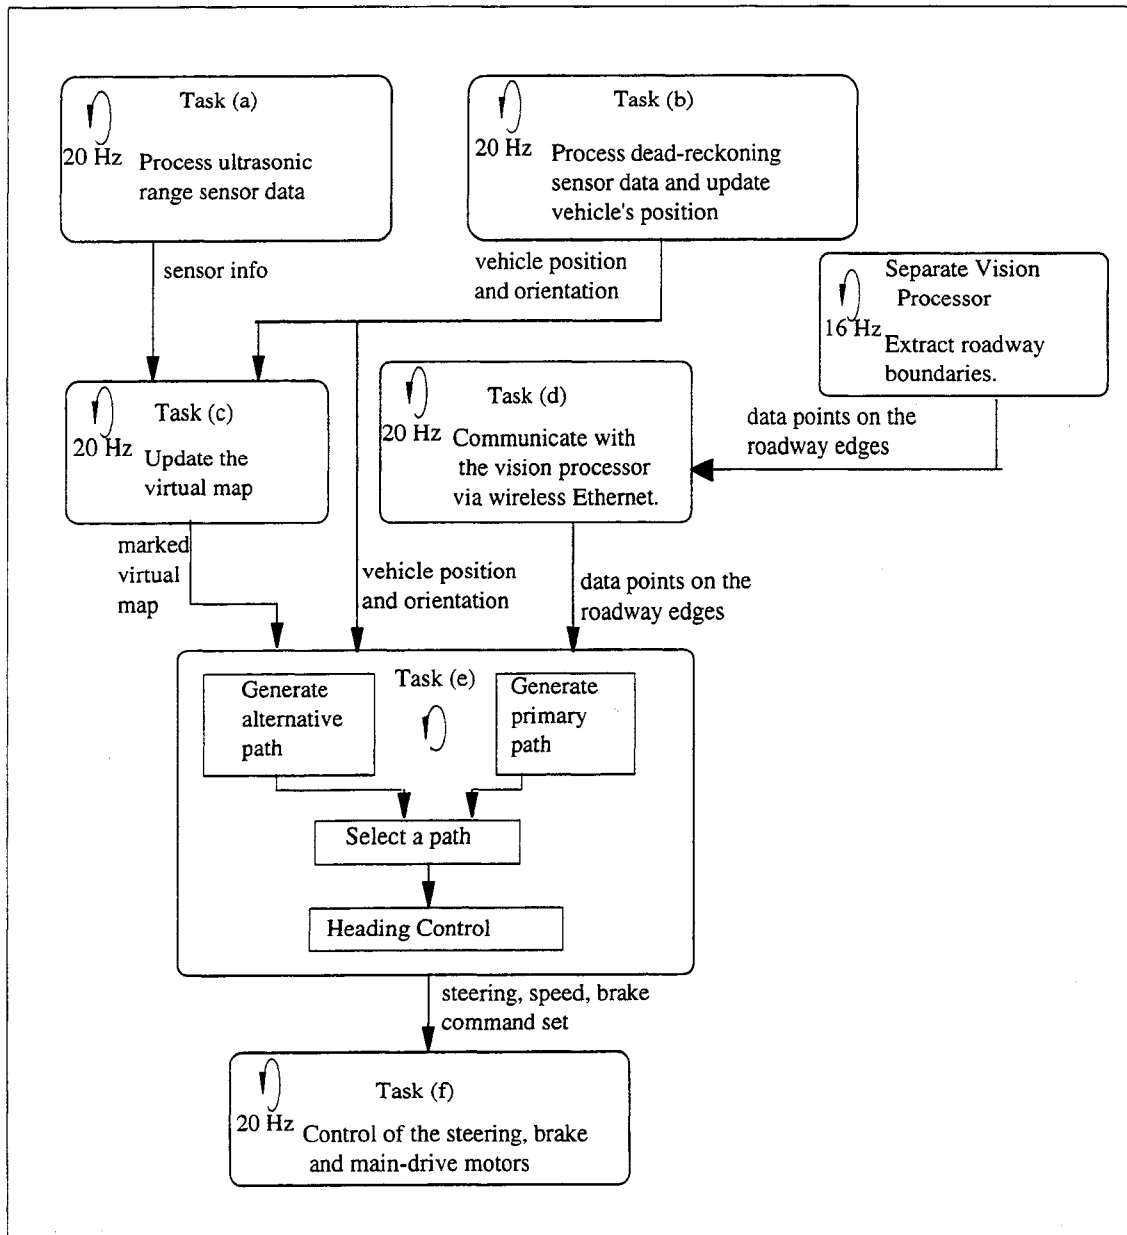 Task (a)
20 Hz
Process ultrasonic
range sensor data
Task (b)
20 Hz
Process dead-reckoning
sensor data and update
vehicle's position
sensor info
vehicle position
and orientation
Separate Vision
Processor
16 Hz
Extract roadway
boundaries.
Task (c)
20 Hz
Update the
virtual map
Task (d)
20 Hz
Communicate with
the vision processor
via wireless Ethernet.
data points on the
roadway edges
marked
virtual
map
vehicle position
and orientation
data points on the
roadway edges
Task (e)
Generate
alternative
path
Generate
primary
path
Select a path
Heading Control
steering, speed, brake
command set
Task (f)
20 Hz
Control of the steering, brake
and main-drive motors